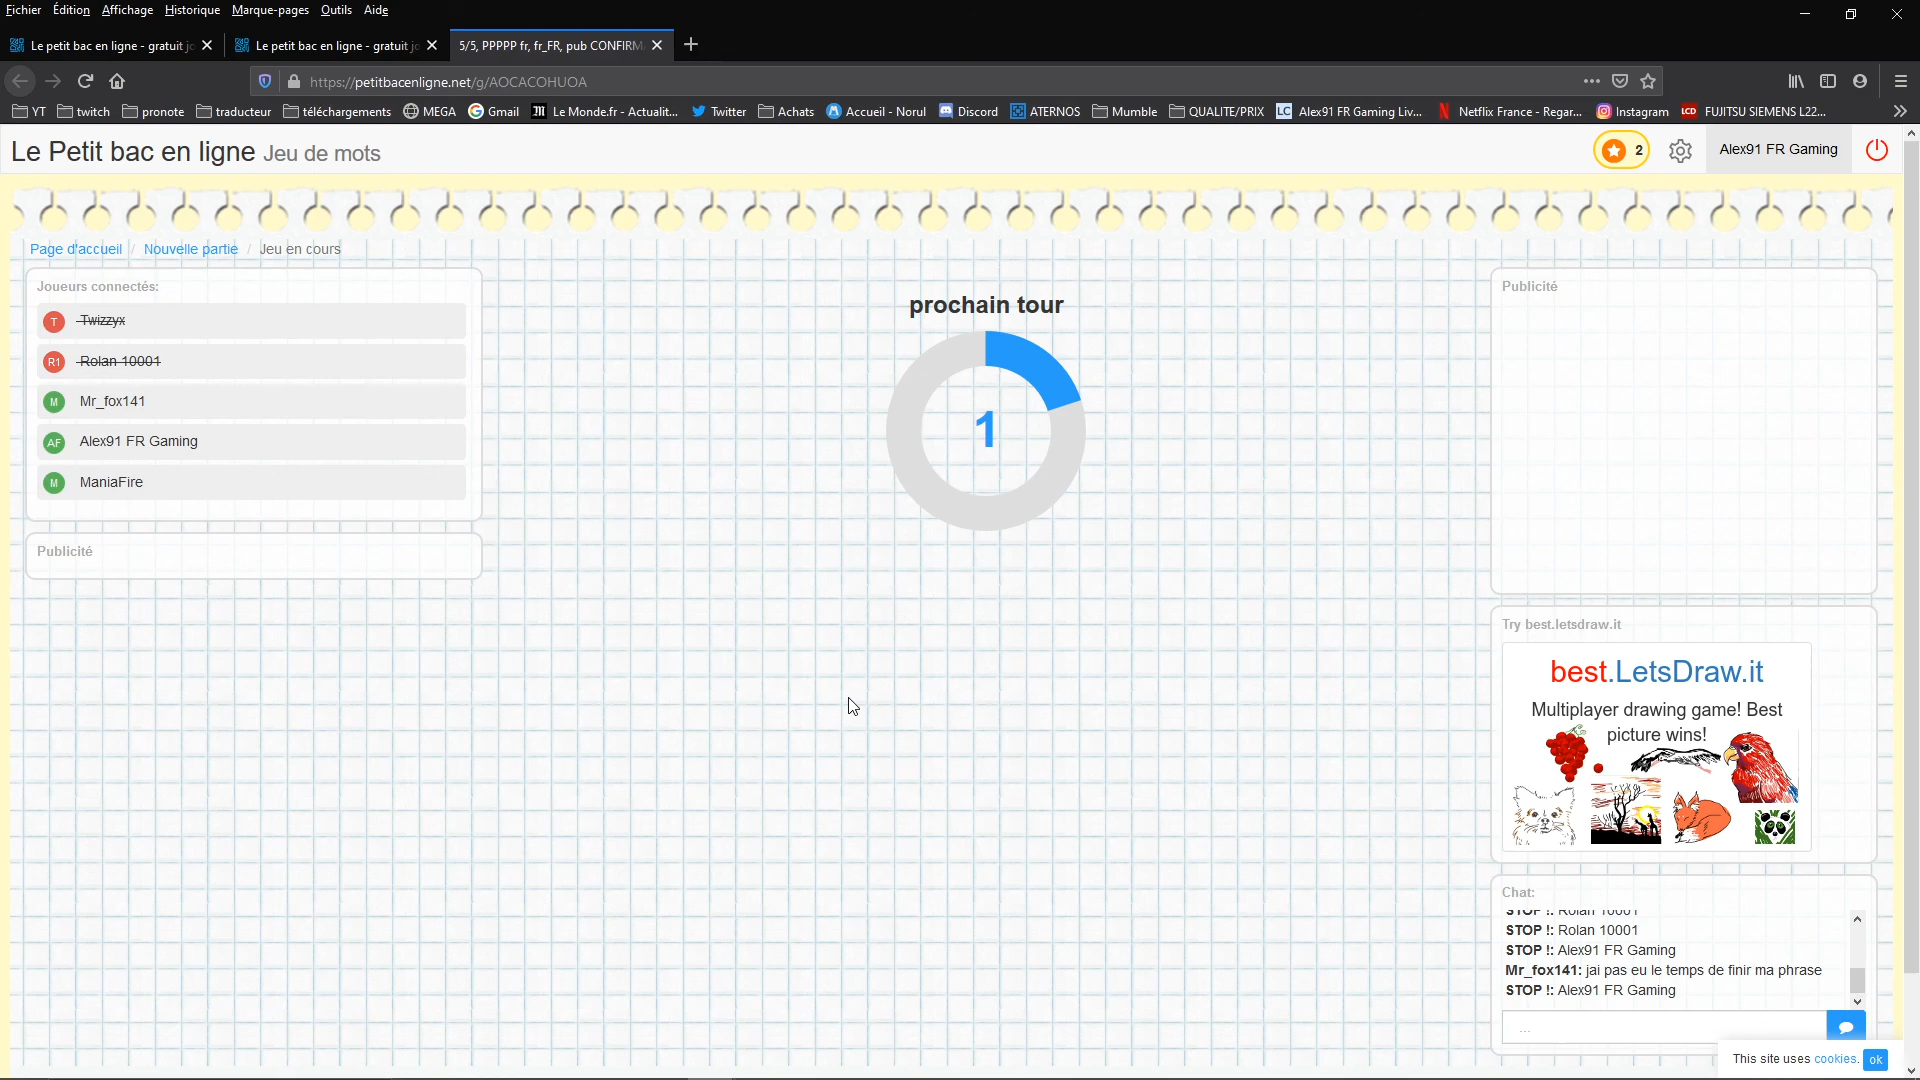 Fichier Édition Affichage Historique Marque-pages Outils Aide
Le petit bac en ligne - gratuit jo
Le petit bac en ligne - gratuit jo
5/5, PPPPP fr, fr_FR, pub CONFIRM
https://petitbacenligne.net/g/AOCACOHUOA
YT twitch pronote traducteur téléchargements MEGA Gmail Le Monde.fr - Actualit... Twitter Achats Accueil - Norul Discord ATERNOS Mumble QUALITE/PRIX LC Alex91 FR Gaming Liv... Netflix France - Regar... Instagram LCD FUJITSU SIEMENS L22...
Le Petit bac en ligne Jeu de mots
2
Alex91 FR Gaming
Page d'accueil / Nouvelle partie / Jeu en cours
Joueurs connectés:
T Twizzyx
R1 Rolan 10001
M Mr_fox141
AF Alex91 FR Gaming
M ManiaFire
Publicité
prochain tour
1
Publicité
Try best.letsdraw.it
best.LetsDraw.it
Multiplayer drawing game! Best
picture wins!
Chat:
STOP !: Rolan 10001
STOP !: Rolan 10001
STOP !: Alex91 FR Gaming
Mr_fox141: jai pas eu le temps de finir ma phrase
STOP !: Alex91 FR Gaming
...
This site uses cookies. ok